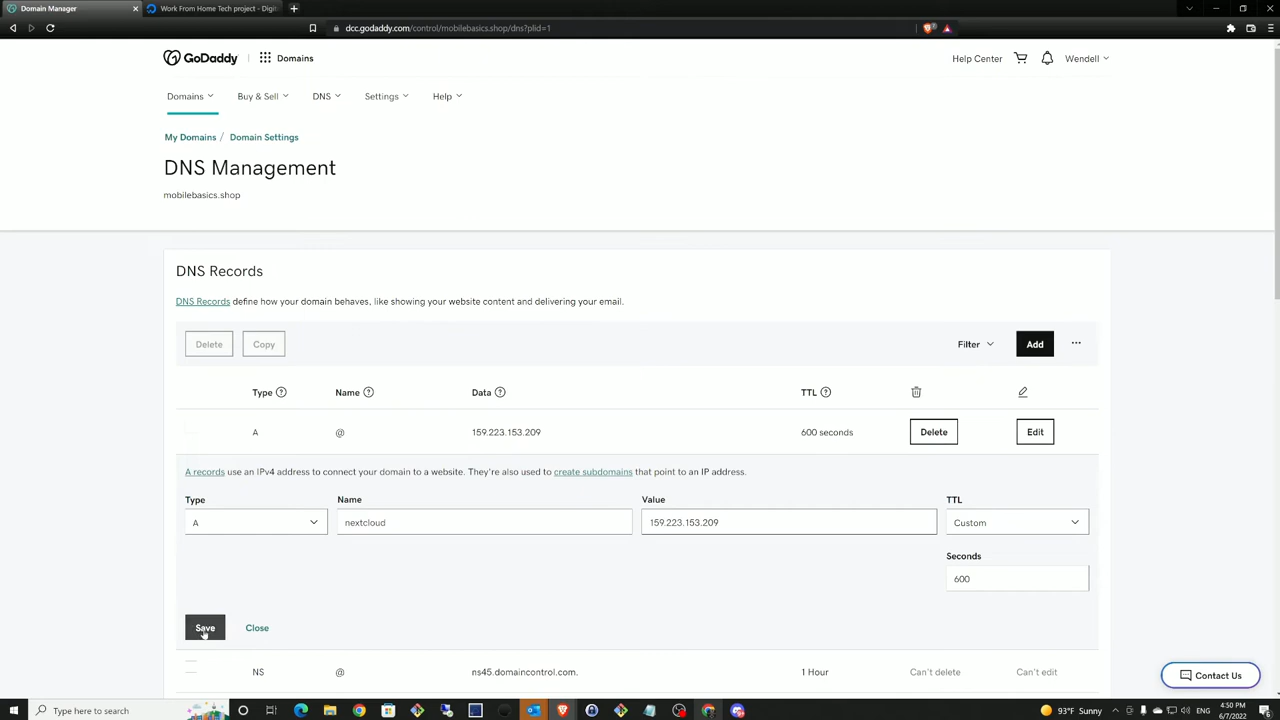 Domain Manager
Work From Home Tech project - Digit
dcc.godaddy.com/control/mobilebasics.shop/dns?plid=1
GoDaddy
Domains
Help Center
Wendell
Domains
Buy & Sell
DNS
Settings
Help
My Domains / Domain Settings
DNS Management
mobilebasics.shop
DNS Records
DNS Records define how your domain behaves, like showing your website content and delivering your email.
Delete
Copy
Filter
Add
Type
Name
Data
TTL
A
@
159.223.153.209
600 seconds
Delete
Edit
A records use an IPv4 address to connect your domain to a website. They're also used to create subdomains that point to an IP address.
Type
Name
Value
TTL
A
nextcloud
159.223.153.209
Custom
Seconds
600
Save
Close
NS
@
ns45.domaincontrol.com.
1 Hour
Can't delete
Can't edit
Contact Us
Type here to search
93°F Sunny
4:50 PM
6/7/2022